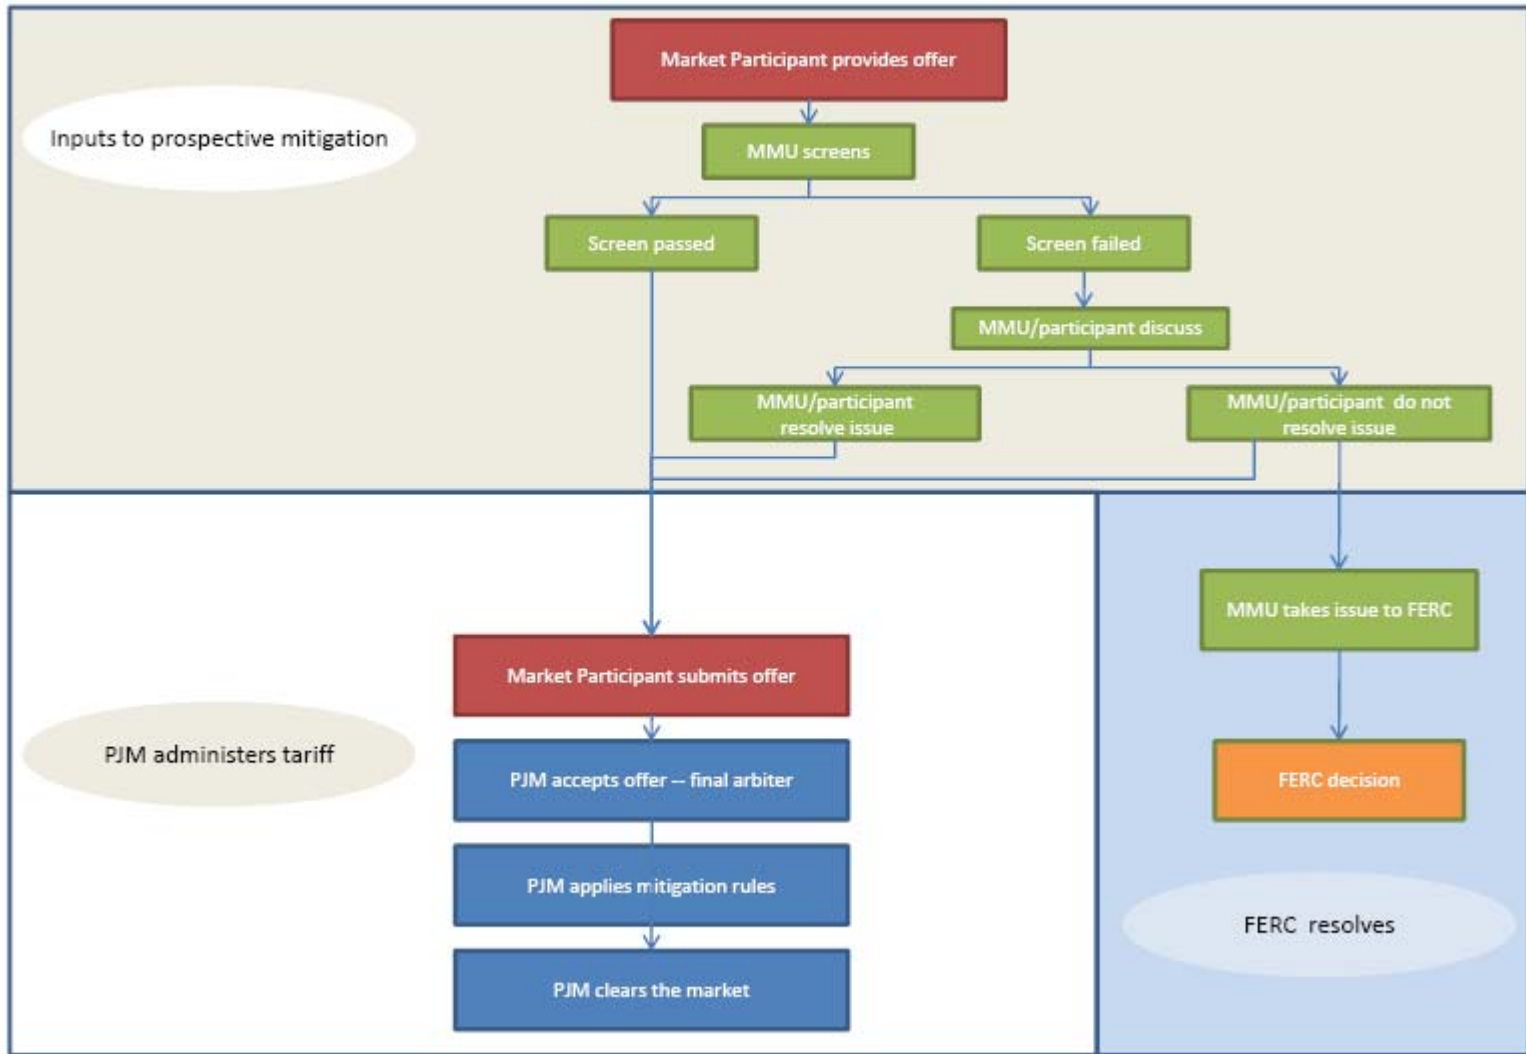 Market Participant provides offer
Inputs to prospective mitigation
MMU screens
Screen passed
Screen failed
MMU/participant discuss
MMU/participant
resolve issue
MMU/participant do not
resolve issue
MMU takes issue to FERC
Market Participant submits offer
PJM administers tariff
PJM accepts offer -- final arbiter
FERC decision
PJM applies mitigation rules
FERC resolves
PJM clears the market